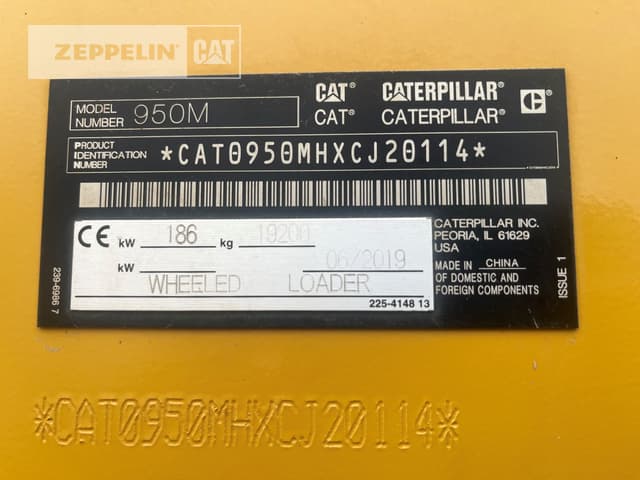 ZEPPELIN CAT
MODEL NUMBER 950M
CAT® CATERPILLAR®
CAT® CATERPILLAR®
PRODUCT IDENTIFICATION NUMBER *CAT0950MHXCJ20114*
CE kW 186 kg 19200
kW 06/2019
WHEELED LOADER
225-4148 13
CATERPILLAR INC.
PEORIA, IL 61629
USA
MADE IN CHINA
OF DOMESTIC AND
FOREIGN COMPONENTS
ISSUE 1
239-6986 7
*CAT0950MHXCJ20114*